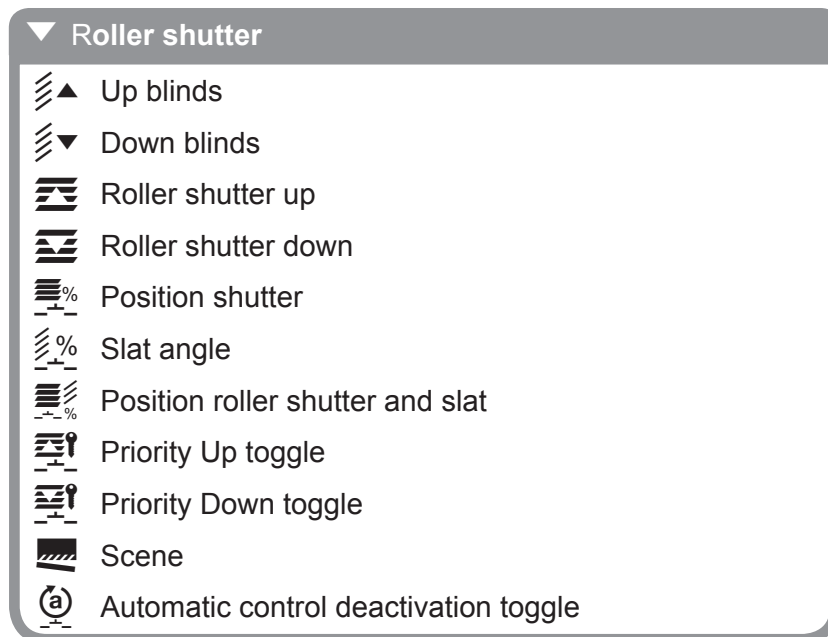 Roller shutter
Up blinds
Down blinds
Roller shutter up
Roller shutter down
% Position shutter
% Slat angle
% Position roller shutter and slat
Priority Up toggle
Priority Down toggle
Scene
a Automatic control deactivation toggle